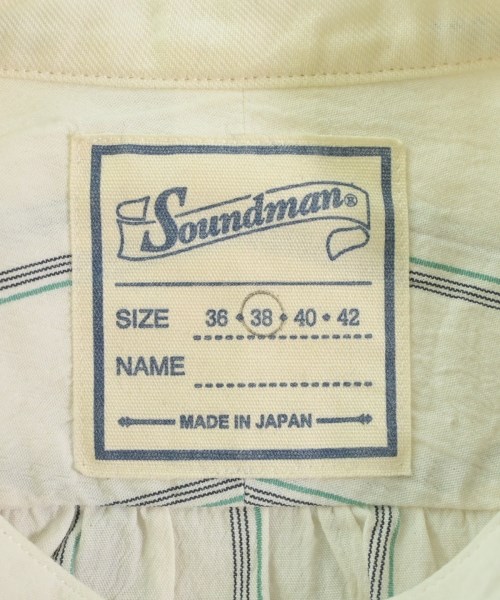 Soundman®
SIZE 36 • 38 • 40 • 42
NAME
MADE IN JAPAN